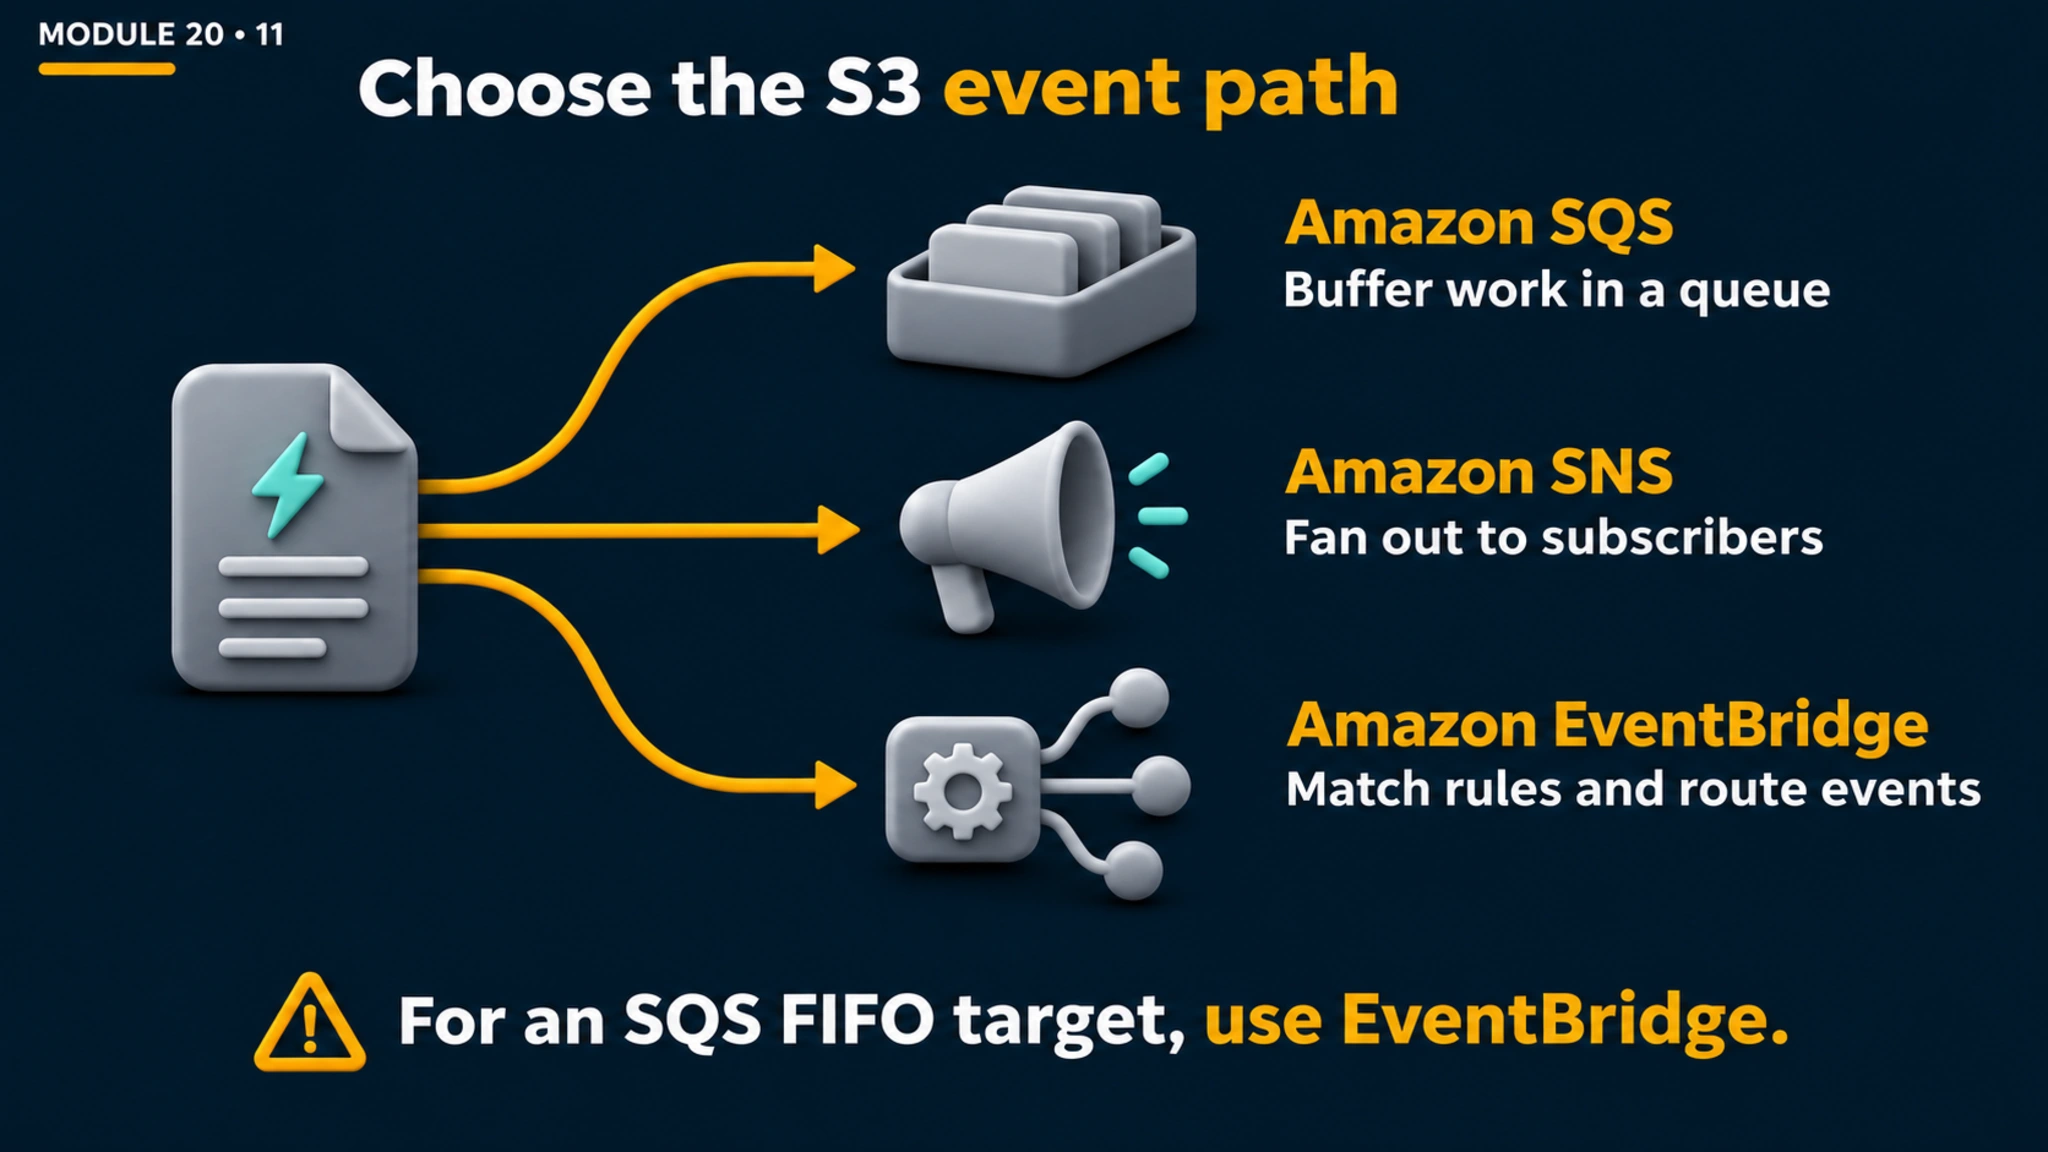 MODULE 20 • 11
Choose the S3 event path
Amazon SQS
Buffer work in a queue
Amazon SNS
Fan out to subscribers
Amazon EventBridge
Match rules and route events
For an SQS FIFO target, use EventBridge.